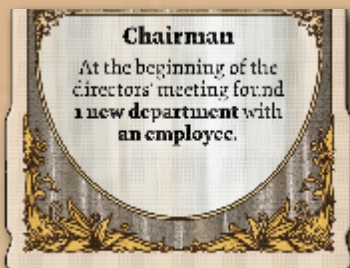 Chairman
At the beginning of the
directors' meeting found
1 new department with
an employee.